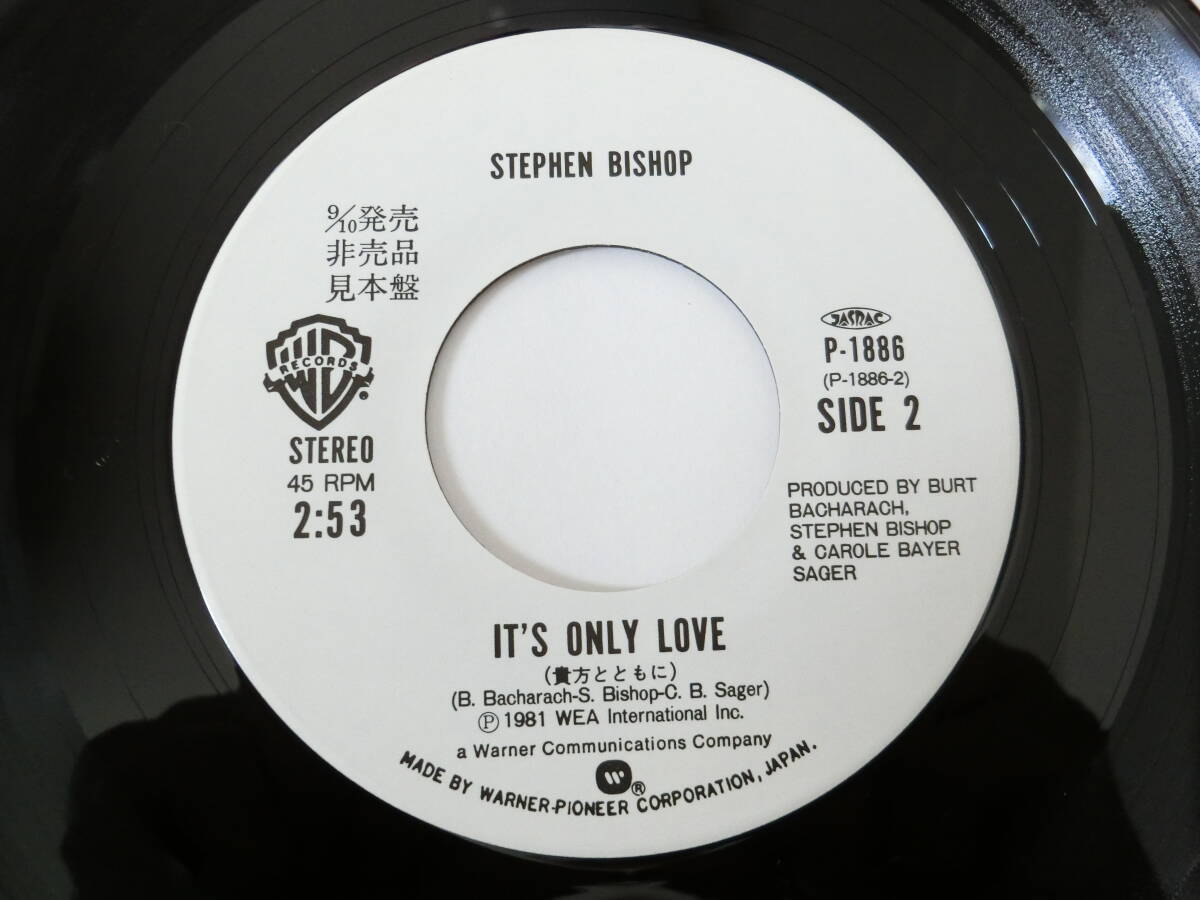 STEPHEN BISHOP
9/10発売
非売品
見本盤
WB
RECORDS
®
STEREO
45 RPM
2:53
JASRAC
P-1886
(P-1886-2)
SIDE 2
PRODUCED BY BURT
BACHARACH,
STEPHEN BISHOP
& CAROLE BAYER
SAGER
IT'S ONLY LOVE
(貴方とともに)
(B. Bacharach-S. Bishop-C. B. Sager)
Ⓟ 1981 WEA International Inc.
a Warner Communications Company
W®
MADE BY WARNER-PIONEER CORPORATION, JAPAN.